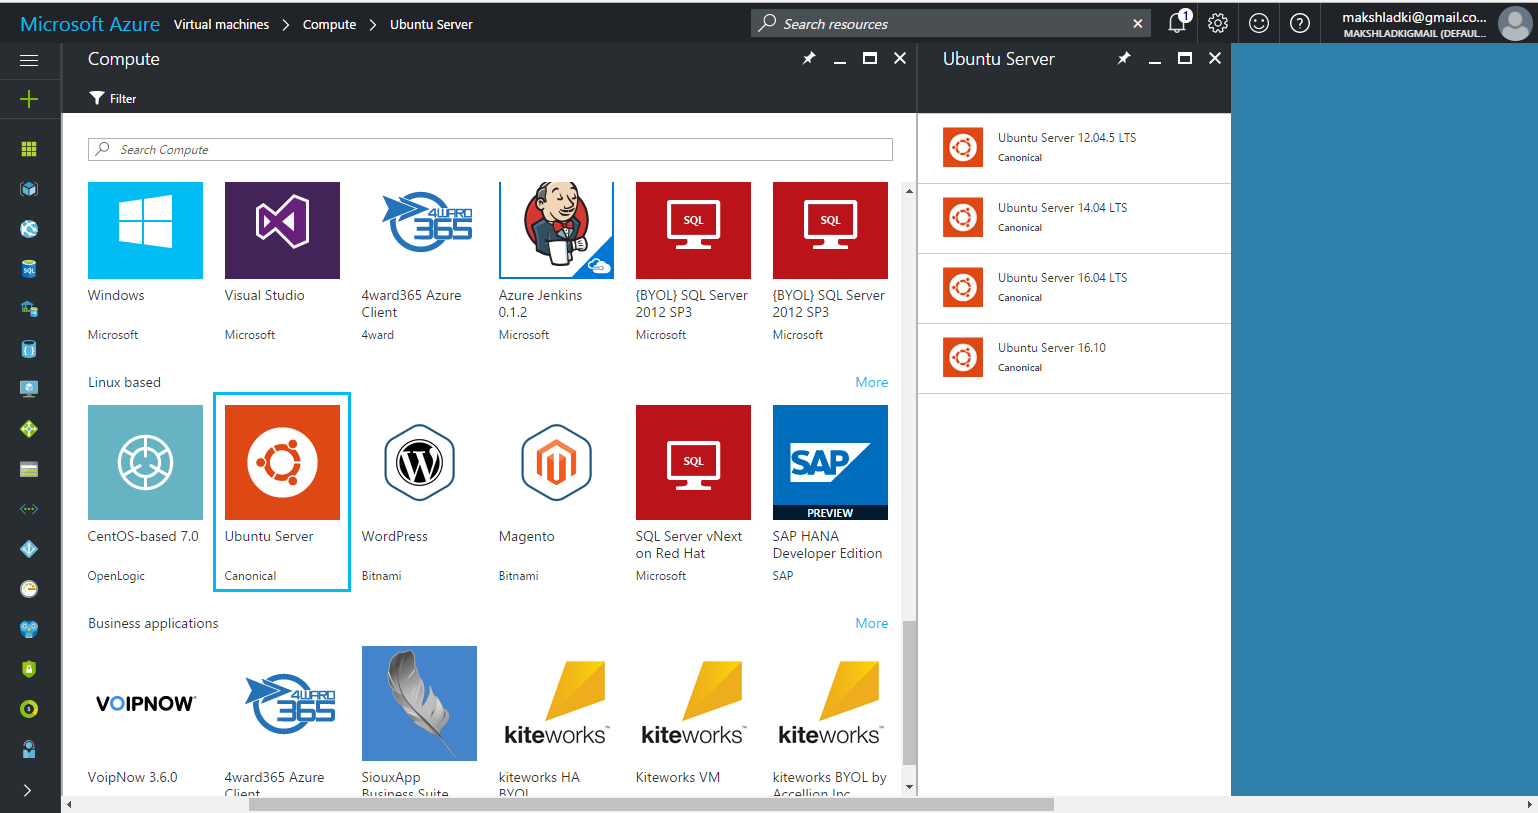 Microsoft Azure Virtual machines > Compute > Ubuntu Server
Search resources
1
makshladki@gmail.co...
MAKSHLADKIGMAIL (DEFAUL...
Compute
Ubuntu Server
Filter
Search Compute
Ubuntu Server 12.04.5 LTS
Canonical
Ubuntu Server 14.04 LTS
Canonical
Ubuntu Server 16.04 LTS
Canonical
Ubuntu Server 16.10
Canonical
4WARD
365
SQL
SQL
Windows
Microsoft
Visual Studio
Microsoft
4ward365 Azure
Client
4ward
Azure Jenkins
0.1.2
Microsoft
{BYOL} SQL Server
2012 SP3
Microsoft
{BYOL} SQL Server
2012 SP3
Microsoft
Linux based
More
SQL
SAP
PREVIEW
CentOS-based 7.0
OpenLogic
Ubuntu Server
Canonical
WordPress
Bitnami
Magento
Bitnami
SQL Server vNext
on Red Hat
Microsoft
SAP HANA
Developer Edition
SAP
Business applications
More
VOIPNOW
4WARD
365
kiteworks™
kiteworks™
kiteworks™
VoipNow 3.6.0
4ward365 Azure
Client
SiouxApp
Business Suite
kiteworks HA
BYOL
Kiteworks VM
kiteworks BYOL by
Accellion Inc
SQL